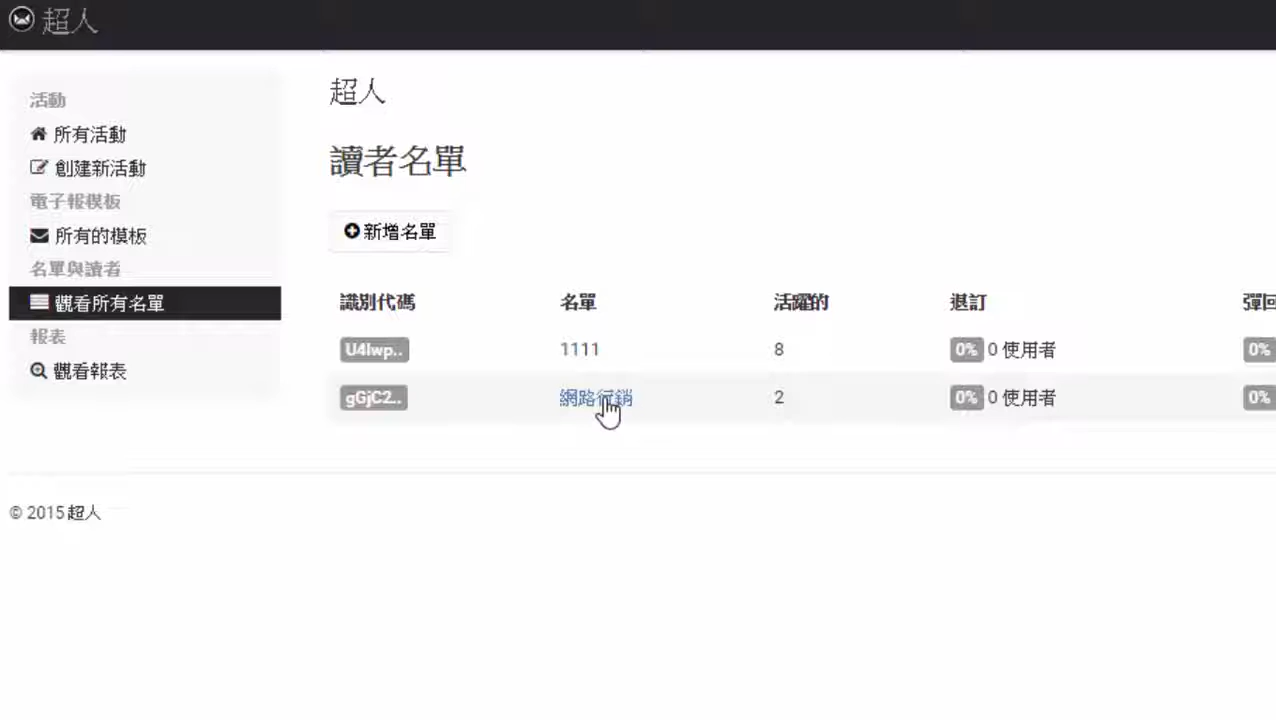 超人
活動
所有活動
創建新活動
電子報模板
所有的模板
名單與讀者
觀看所有名單
報表
觀看報表
超人
讀者名單
新增名單
識別代碼 名單 活躍的 退訂 彈回
U4lwp.. 1111 8 0% 0 使用者 0%
gGjC2.. 網路行銷 2 0% 0 使用者 0%
© 2015 超人